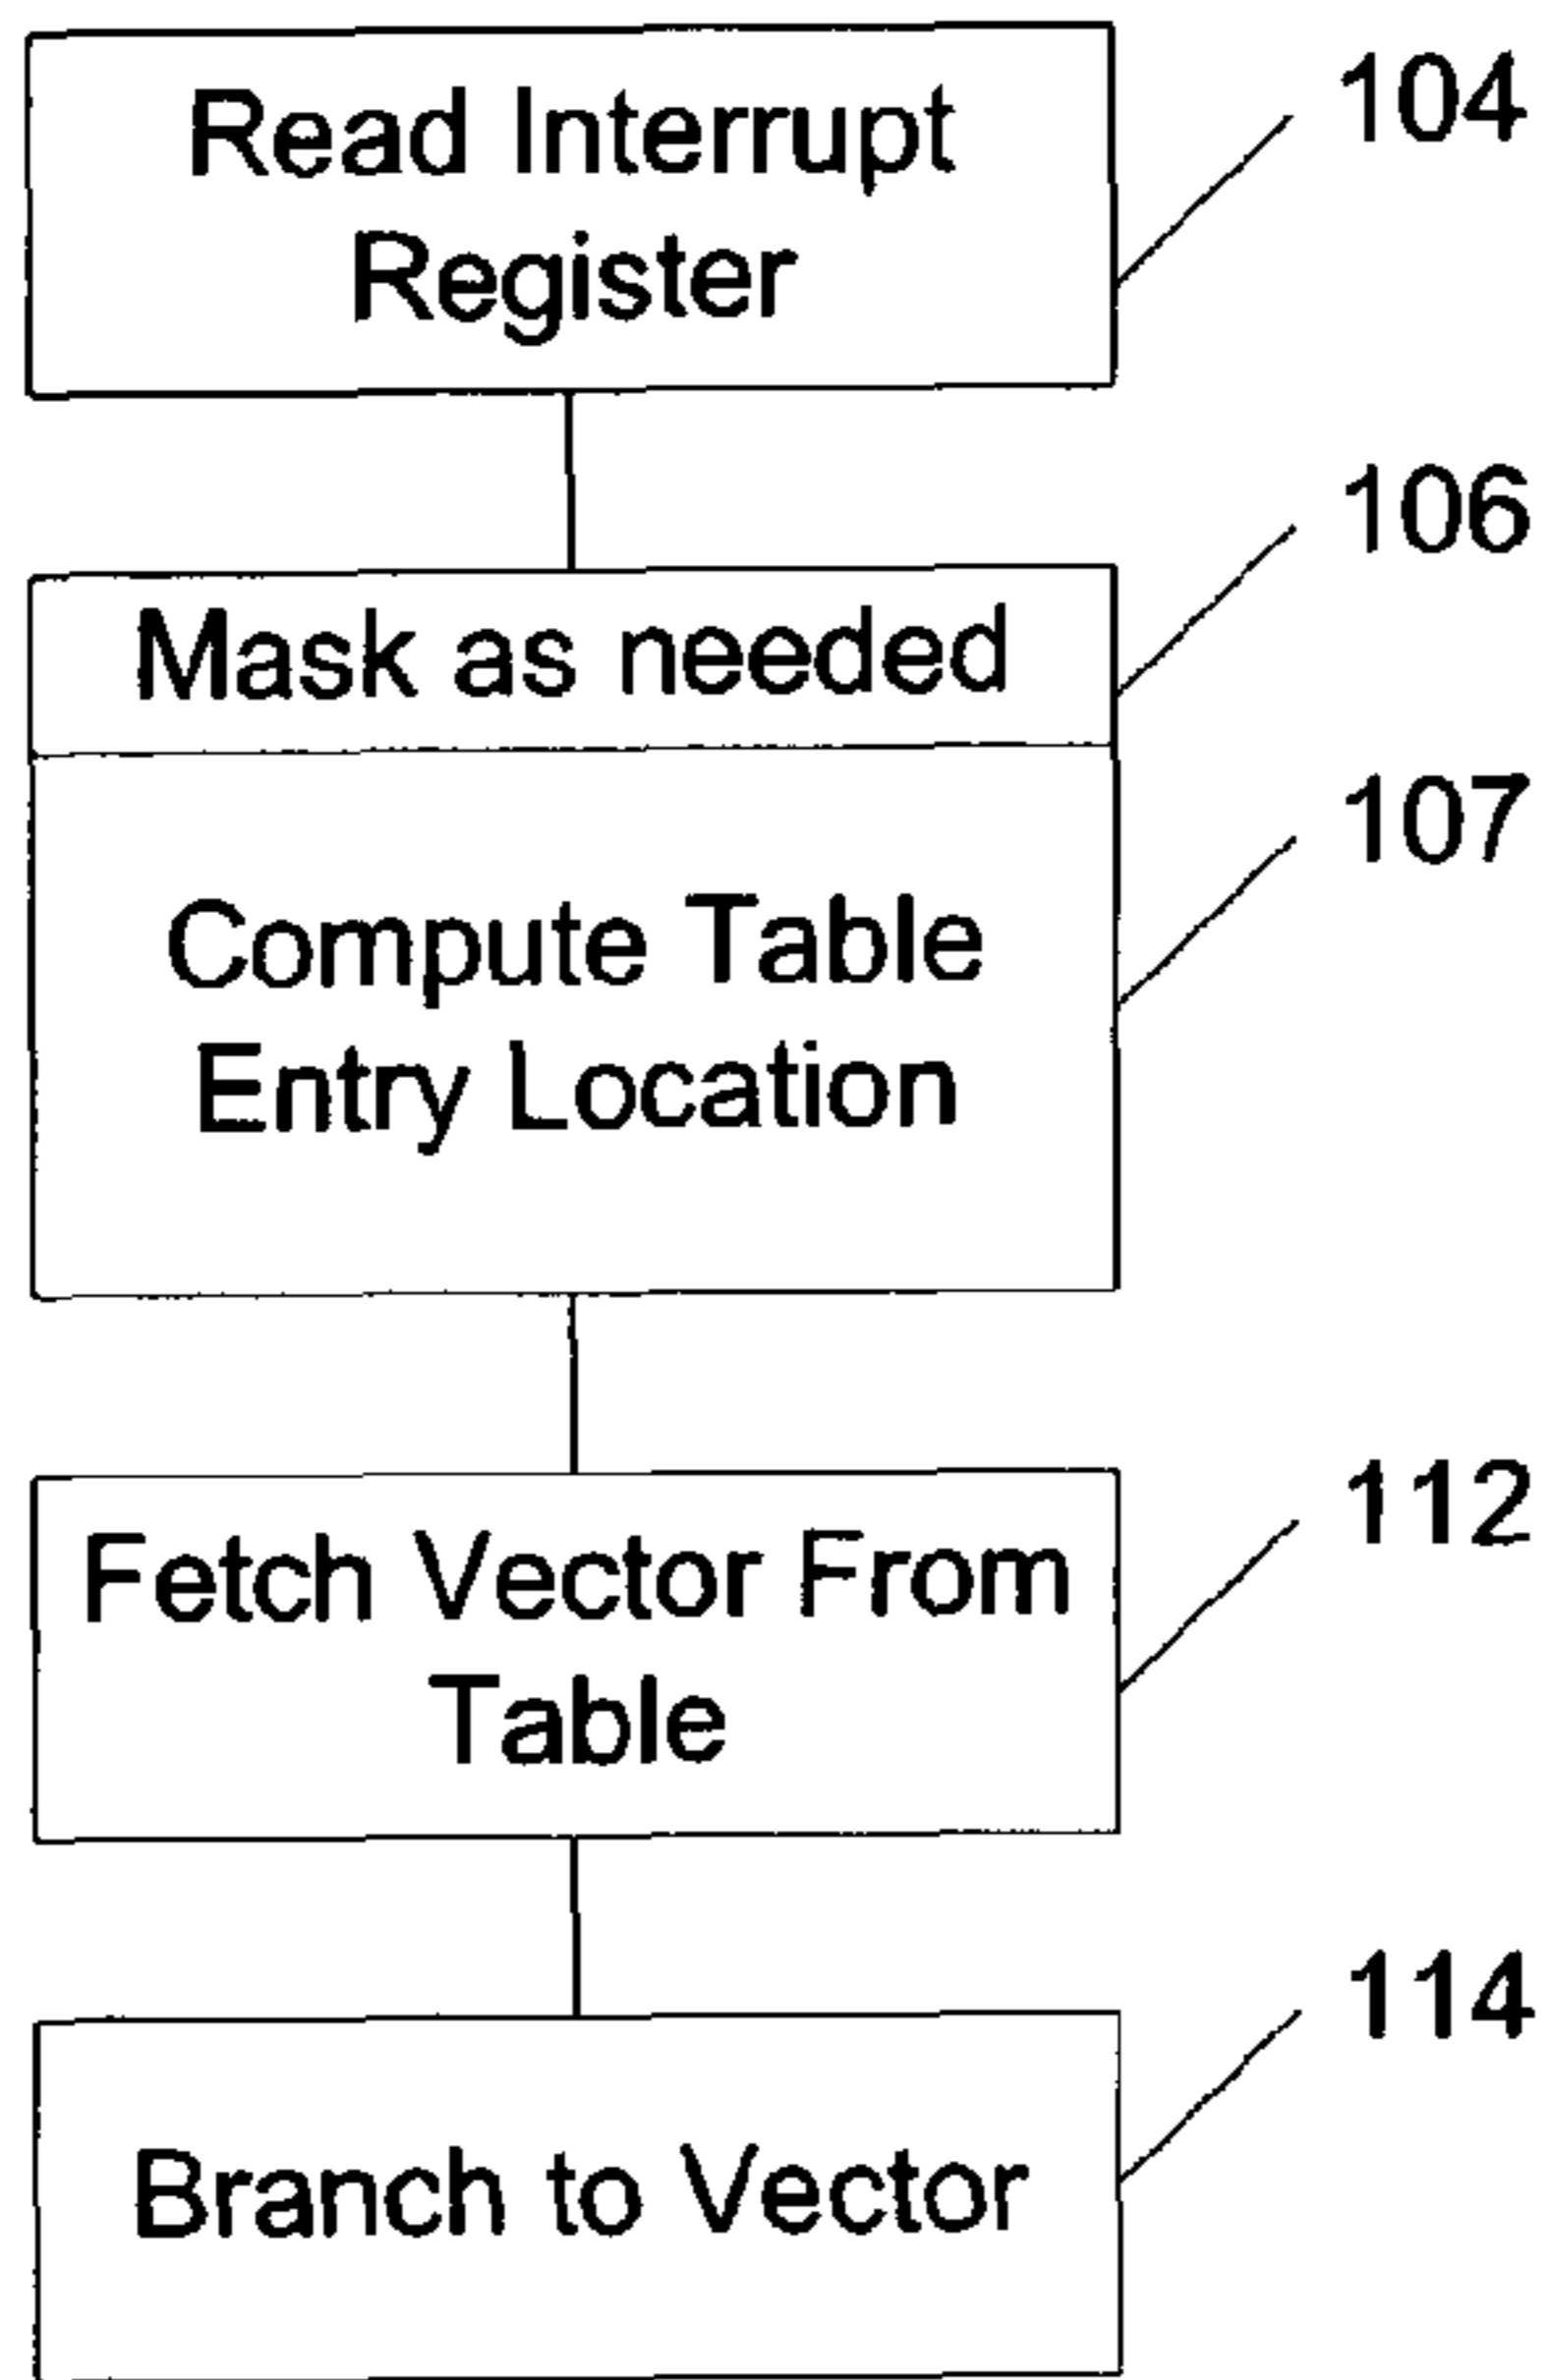 Read Interrupt
Register
104
Mask as needed
106
Compute Table
Entry Location
107
Fetch Vector From
Table
112
Branch to Vector
114